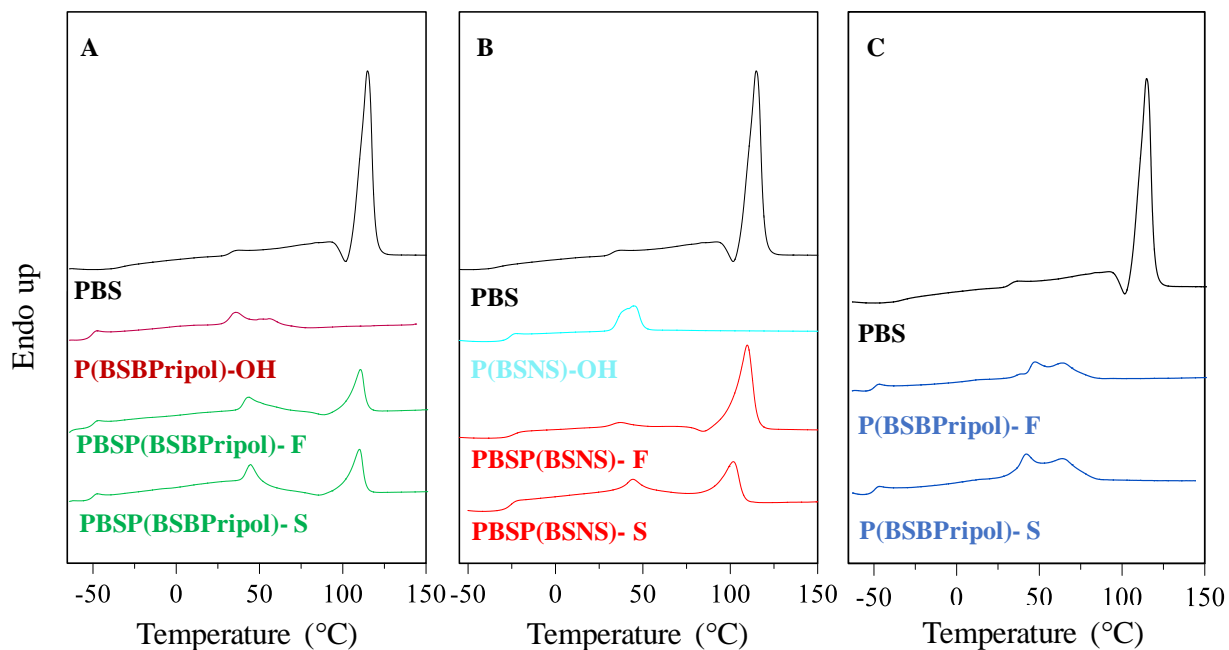 Endo up
A
PBS
P(BSBPripol)-OH
PBSP(BSBPripol)- F
PBSP(BSBPripol)- S
-50 0 50 100 150
Temperature (°C)
B
PBS
P(BSNS)-OH
PBSP(BSNS)- F
PBSP(BSNS)- S
-50 0 50 100 150
Temperature (°C)
C
PBS
P(BSBPripol)- F
P(BSBPripol)- S
-50 0 50 100 150
Temperature (°C)